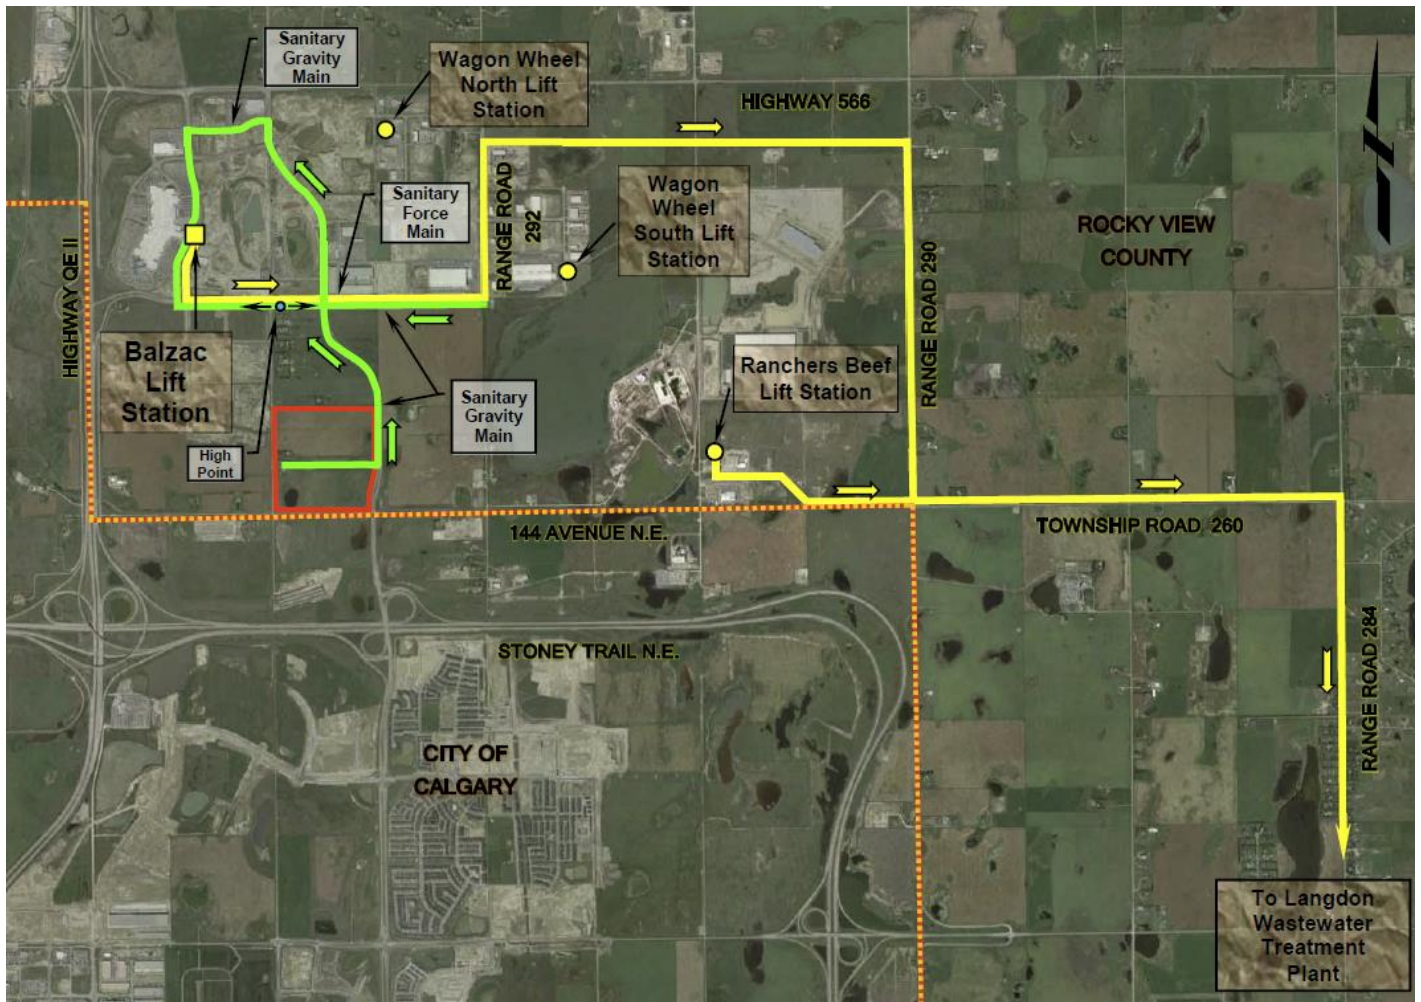 Sanitary
Gravity
Main
Wagon Wheel
North Lift
Station
HIGHWAY 566
Sanitary
Force
Main
RANGE ROAD
292
Wagon
Wheel
South Lift
Station
ROCKY VIEW
COUNTY
HIGHWAY QE II
RANGE ROAD 290
Balzac
Lift
Station
Ranchers Beef
Lift Station
Sanitary
Gravity
Main
High
Point
144 AVENUE N.E.
TOWNSHIP ROAD 260
STONEY TRAIL N.E.
RANGE ROAD 284
CITY OF
CALGARY
To Langdon
Wastewater
Treatment
Plant